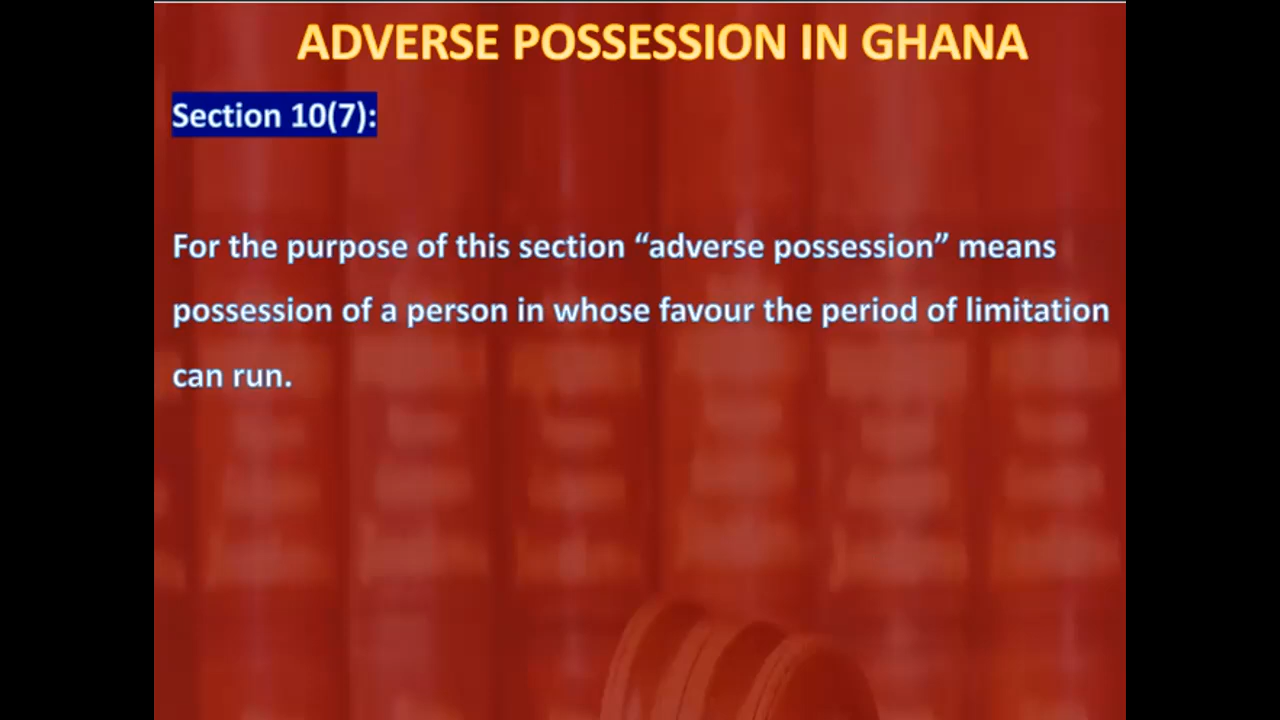 ADVERSE POSSESSION IN GHANA
Section 10(7):
For the purpose of this section “adverse possession” means
possession of a person in whose favour the period of limitation
can run.